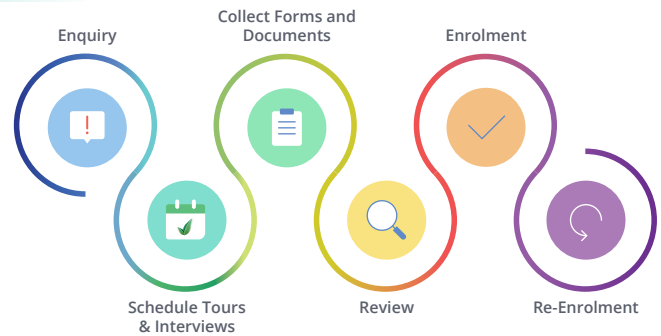 Enquiry
Schedule Tours
& Interviews
Collect Forms and
Documents
Review
Enrolment
Re-Enrolment